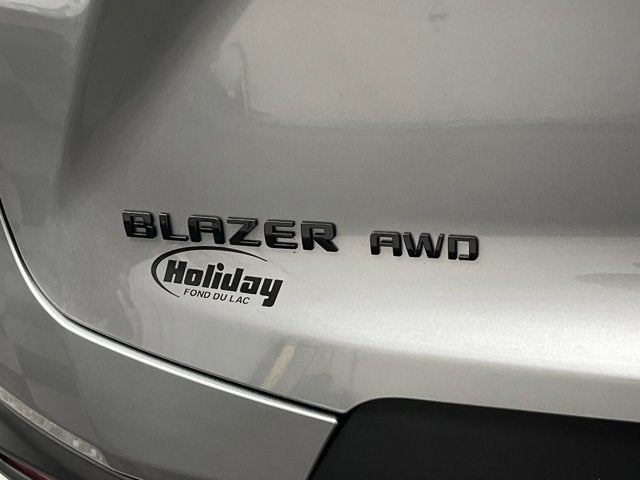 BLAZER AWD
Holiday
FOND DU LAC